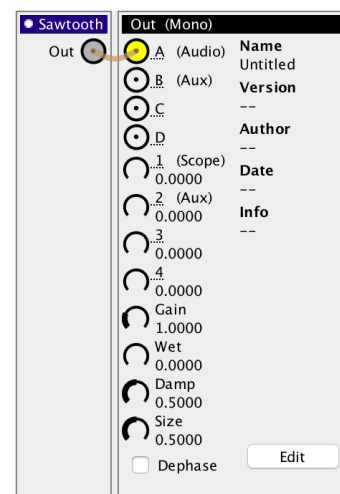 Sawtooth
Out
Out (Mono)
A (Audio)
B (Aux)
C
D
1 (Scope)
0.0000
2 (Aux)
0.0000
3
0.0000
4
0.0000
Gain
1.0000
Wet
0.0000
Damp
0.5000
Size
0.5000
Dephase
Name
Untitled
Version
--
Author
--
Date
--
Info
--
Edit